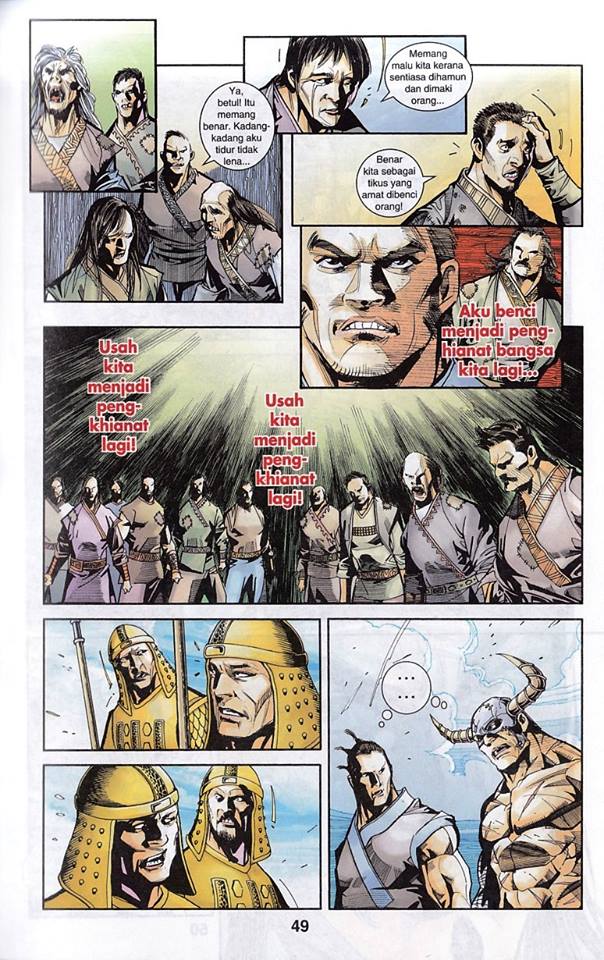 Ya,
betul! Itu
memang
benar. Kadang-
kadang aku
tidur tidak
lena...
Memang
malu kita kerana
sentiasa dihamun
dan dimaki
orang...
Benar
kita sebagai
tikus yang
amat dibenci
orang!
Aku benci
menjadi peng-
hianat bangsa
kita lagi...
Usah
kita
menjadi
peng-
khianat
lagi!
Usah
kita
menjadi
peng-
khianat
lagi!
...
...
49